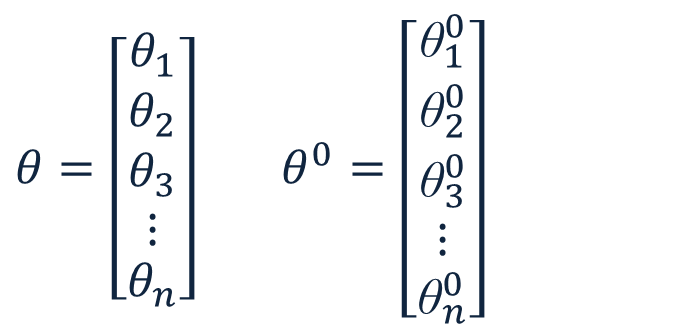 θ = [θ₁ θ₂ θ₃ ⋮ θₙ]
θ⁰ = [θ₁⁰ θ₂⁰ θ₃⁰ ⋮ θₙ⁰]